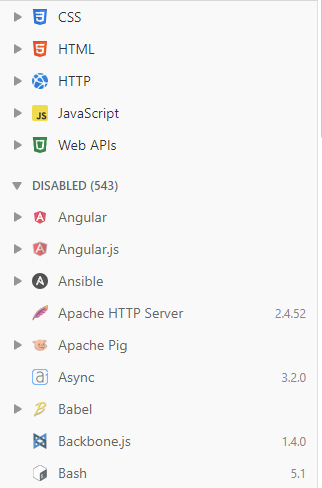 CSS
HTML
HTTP
JS JavaScript
Web APIs
DISABLED (543)
Angular
Angular.js
Ansible
Apache HTTP Server 2.4.52
Apache Pig
Async 3.2.0
Babel
Backbone.js 1.4.0
Bash 5.1